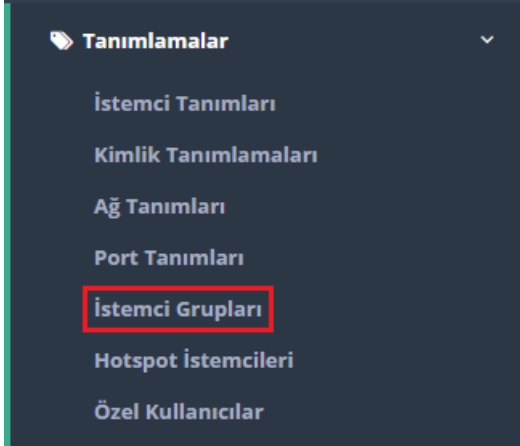 Tanımlamalar
İstemci Tanımları
Kimlik Tanımlamaları
Ağ Tanımları
Port Tanımları
İstemci Grupları
Hotspot İstemcileri
Özel Kullanıcılar